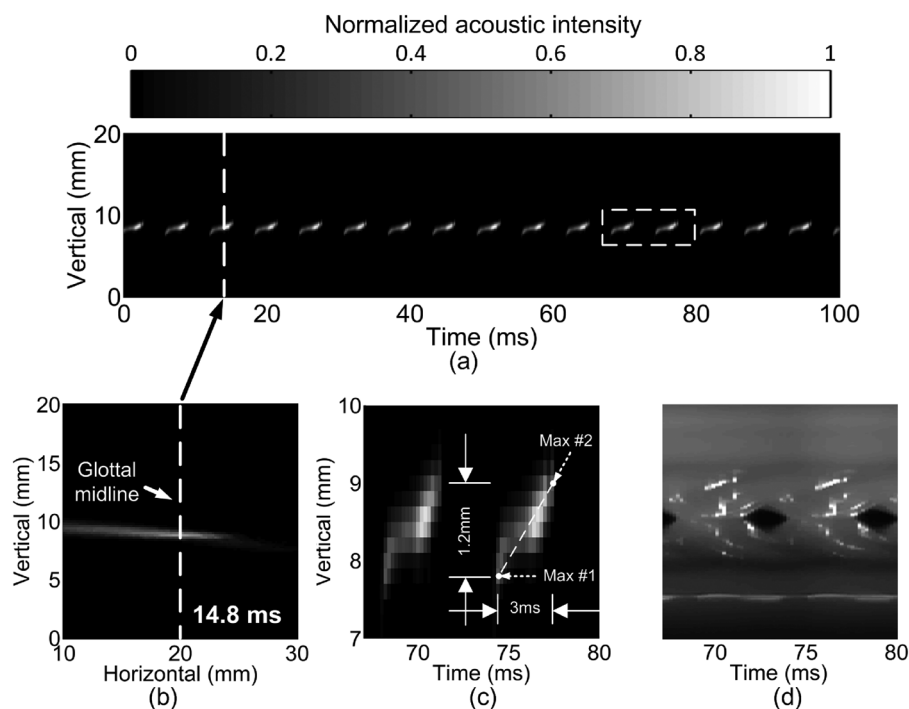 Normalized acoustic intensity
0 0.2 0.4 0.6 0.8 1
Vertical (mm)
20
10
0
0 20 40 60 80 100
Time (ms)
(a)
Vertical (mm)
20
15
10
5
0
Glottal
midline
14.8 ms
10 20 30
Horizontal (mm)
(b)
Vertical (mm)
10
9
8
7
Max #2
1.2mm
Max #1
3ms
70 75 80
Time (ms)
(c)
70 75 80
Time (ms)
(d)